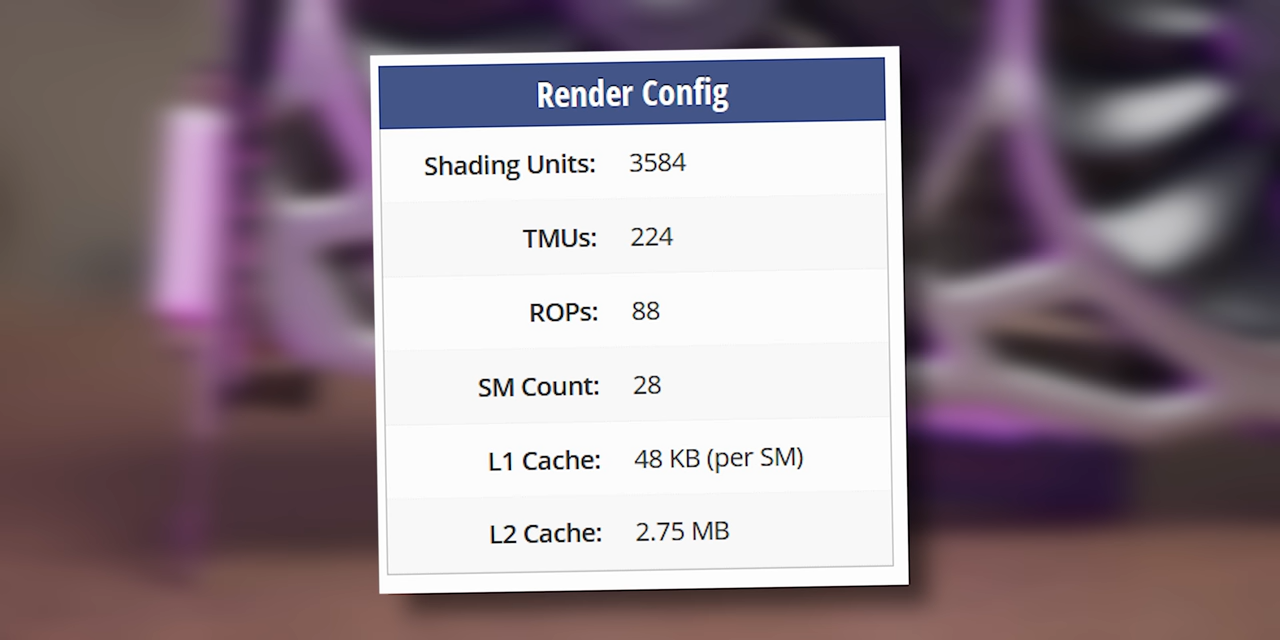 Render Config
Shading Units: 3584
TMUs: 224
ROPs: 88
SM Count: 28
L1 Cache: 48 KB (per SM)
L2 Cache: 2.75 MB